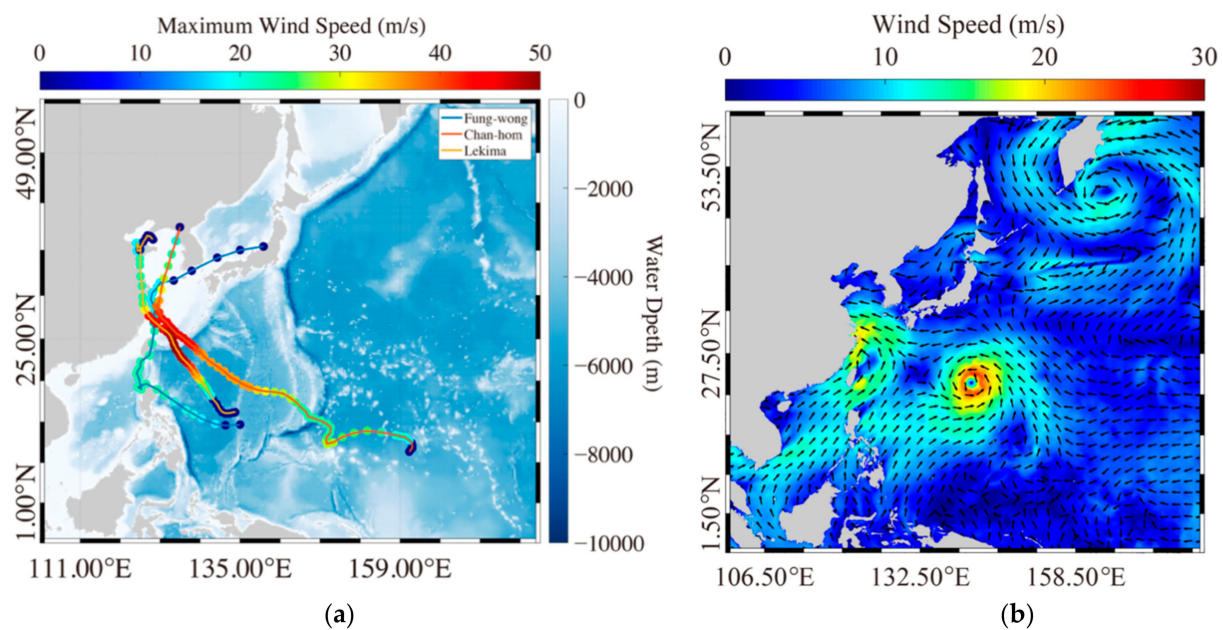 Maximum Wind Speed (m/s)
0 10 20 30 40 50
49.00°N
25.00°N
1.00°N
111.00°E 135.00°E 159.00°E
Fung-wong
Chan-hom
Lekima
0
−2000
−4000
−6000
−8000
−10000
Water Dpeth (m)
(a)
Wind Speed (m/s)
0 10 20 30
53.50°N
27.50°N
1.50°N
106.50°E 132.50°E 158.50°E
(b)